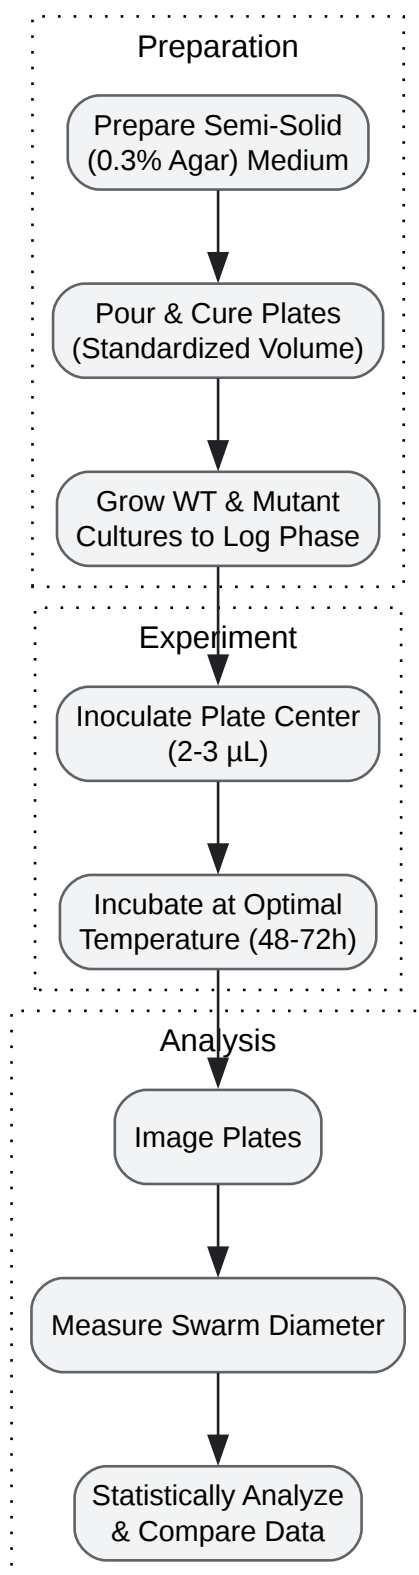 Preparation
Prepare Semi-Solid
(0.3% Agar) Medium
Pour & Cure Plates
(Standardized Volume)
Grow WT & Mutant
Cultures to Log Phase
Experiment
Inoculate Plate Center
(2-3 µL)
Incubate at Optimal
Temperature (48-72h)
Analysis
Image Plates
Measure Swarm Diameter
Statistically Analyze
& Compare Data